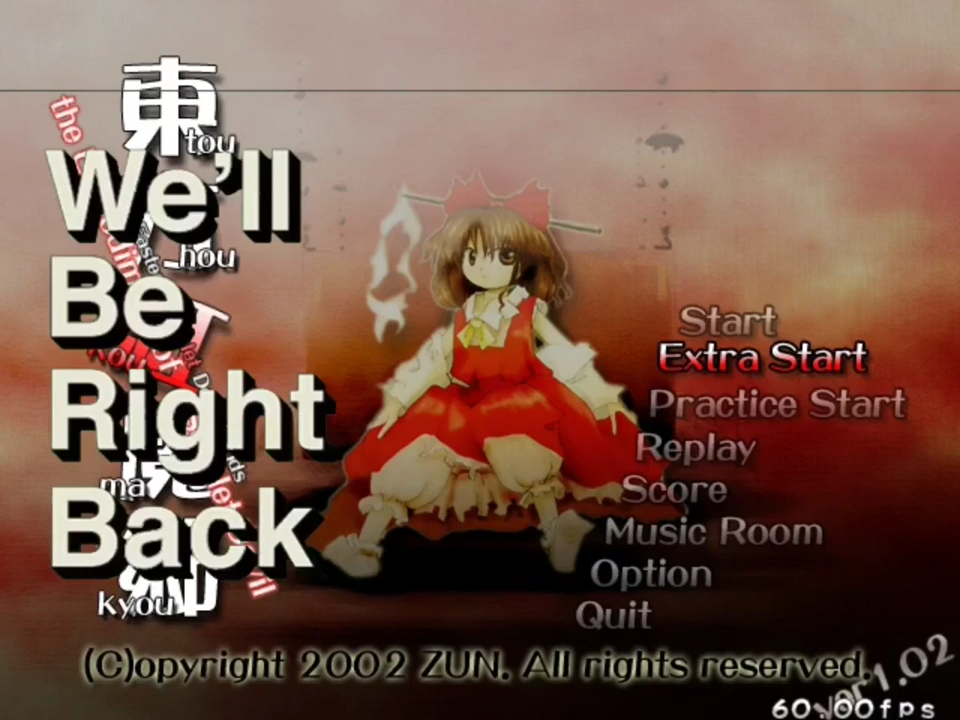 東
tou
We'll
hou
Be
Right
ma
Back
郷
kyou
Start
Extra Start
Practice Start
Replay
Score
Music Room
Option
Quit
(C)opyright 2002 ZUN. All rights reserved.
ver1.02
60.00fps